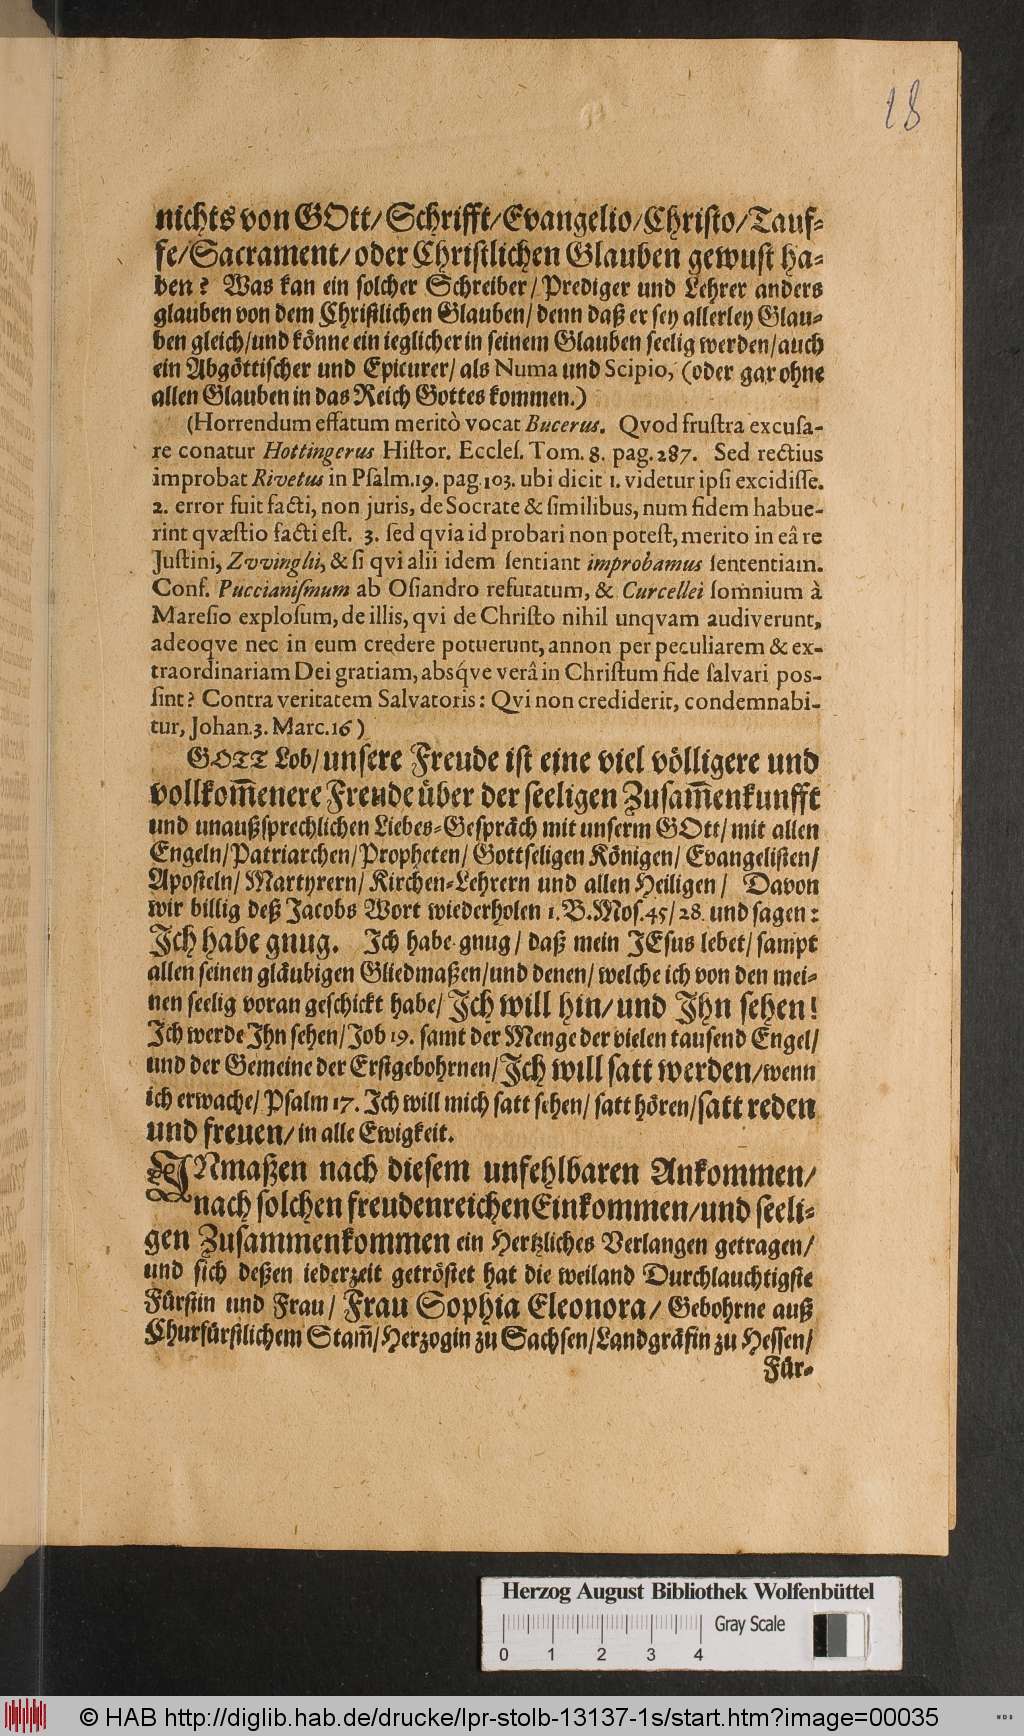 18
nichts von GOtt/Schrifft/Evangelio/Christo/Tauf-
fe/Sacrament/oder Christlichen Glauben gewust ha-
ben? Was kan ein solcher Schreiber/Prediger und Lehrer anders
glauben von dem Christlichen Glauben/denn daß er sey allerley Glau-
ben gleich/und könne ein ieglicher in seinem Glauben seelig werden/auch
ein Abgöttischer und Epicurer/als Numa und Scipio, (oder gar ohne
allen Glauben in das Reich Gottes kommen.)
(Horrendum effatum meritò vocat Bucerus. Qvod frustra excusa-
re conatur Hottingerus Histor. Eccles. Tom. 8. pag. 287. Sed rectius
improbat Rivetus in Psalm.19. pag.103. ubi dicit 1. videtur ipsi excidisse.
2. error fuit facti, non juris, de Socrate & similibus, num fidem habue-
rint qvæstio facti est. 3. sed qvia id probari non potest, merito in eâ re
Justini, Zvvinglii, & si qvi alii idem sentiant improbamus sententiam.
Conf. Puccianismum ab Osiandro refutatum, & Curcellei somnium à
Maresio explosum, de illis, qvi de Christo nihil unqvam audiverunt,
adeoqve nec in eum credere potuerunt, annon per peculiarem & ex-
traordinariam Dei gratiam, absq́ve verâ in Christum fide salvari pos-
sint? Contra veritatem Salvatoris: Qvi non crediderit, condemnabi-
tur, Johan.3. Marc.16)
GOTT Lob/unsere Freude ist eine viel völligere und
vollkom̅enere Freude über der seeligen Zusam̅enkunfft
und unaußsprechlichen Liebes-Gespräch mit unserm GOtt/mit allen
Engeln/Patriarchen/Propheten/Gottseligen Königen/Evangelisten/
Aposteln/Martyrern/Kirchen-Lehrern und allen Heiligen/ Davon
wir billig deß Jacobs Wort wiederholen 1.B.Mos.45/28. und sagen:
Ich habe gnug. Ich habe gnug/daß mein JEsus lebet/sampt
allen seinen gläubigen Gliedmaßen/und denen/welche ich von den mei-
nen seelig voran geschickt habe/Ich will hin/und Ihn sehen!
Ich werde Ihn sehen/Job 19. samt der Menge der vielen tausend Engel/
und der Gemeine der Erstgebohrnen/Ich will satt werden/wenn
ich erwache/Psalm 17. Ich will mich satt sehen/satt hören/satt reden
und freuen/in alle Ewigkeit.
INmaßen nach diesem unfehlbaren Ankommen/
nach solchen freudenreichen Einkommen/und seeli-
gen Zusammenkommen ein Hertzliches Verlangen getragen/
und sich deßen iederzeit getröstet hat die weiland Durchlauchtigste
Fürstin und Frau/ Frau Sophia Eleonora/ Gebohrne auß
Churfürstlichem Stam̅/Herzogin zu Sachsen/Landgräfin zu Hessen/
Für-
Herzog August Bibliothek Wolfenbüttel
Gray Scale
0 1 2 3 4
© HAB http://diglib.hab.de/drucke/lpr-stolb-13137-1s/start.htm?image=00035